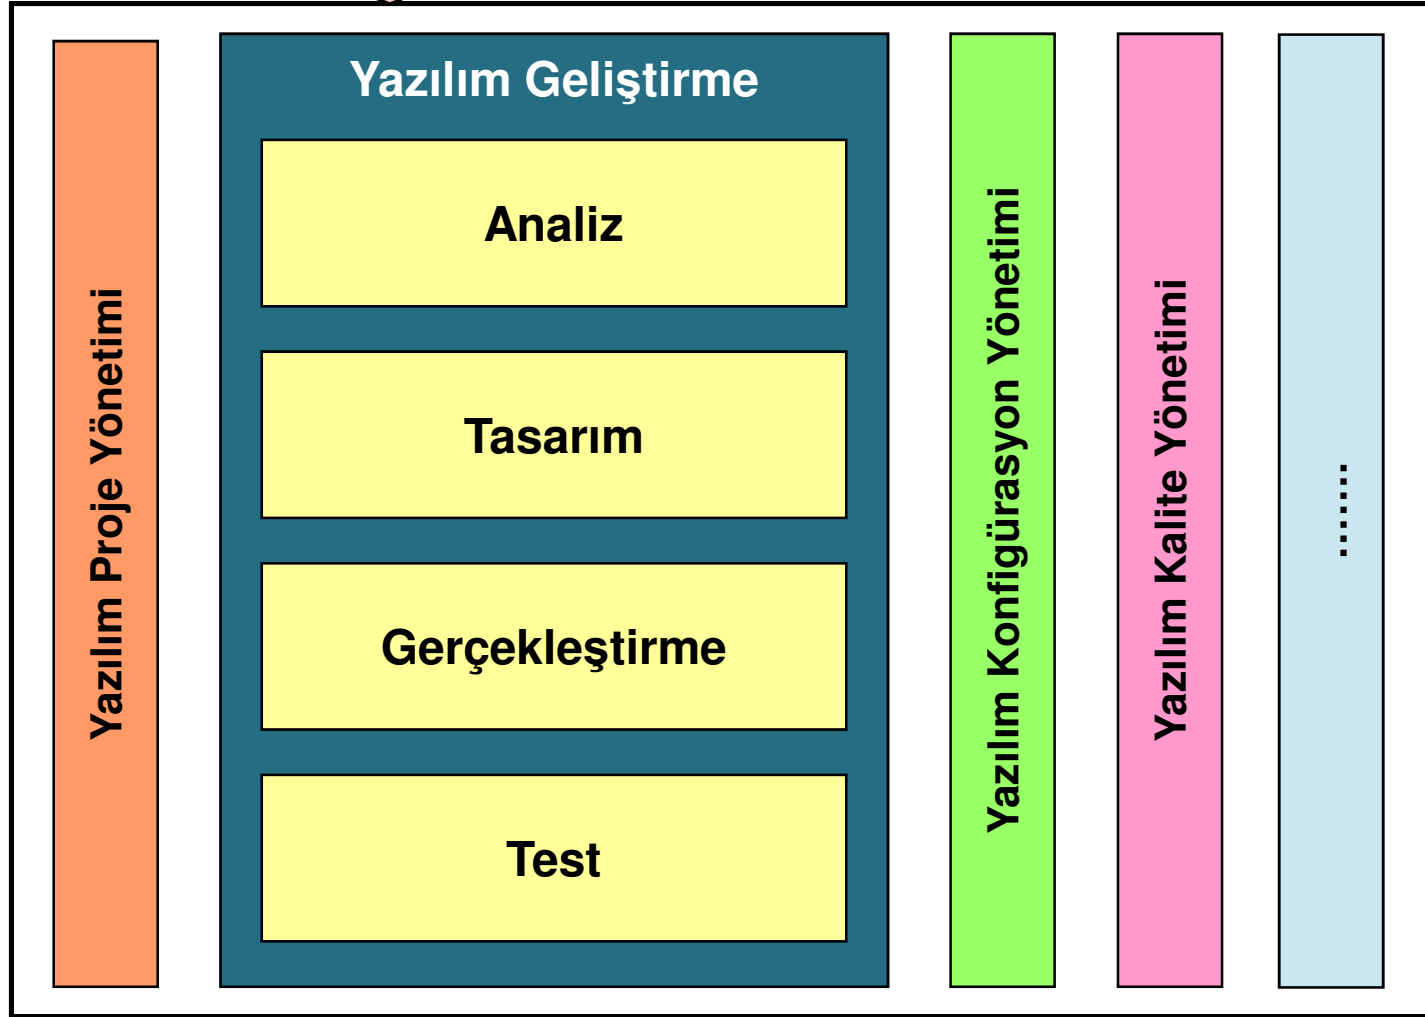 Yazılım Proje Yönetimi
Yazılım Geliştirme
Analiz
Tasarım
Gerçekleştirme
Test
Yazılım Konfigürasyon Yönetimi
Yazılım Kalite Yönetimi
.......